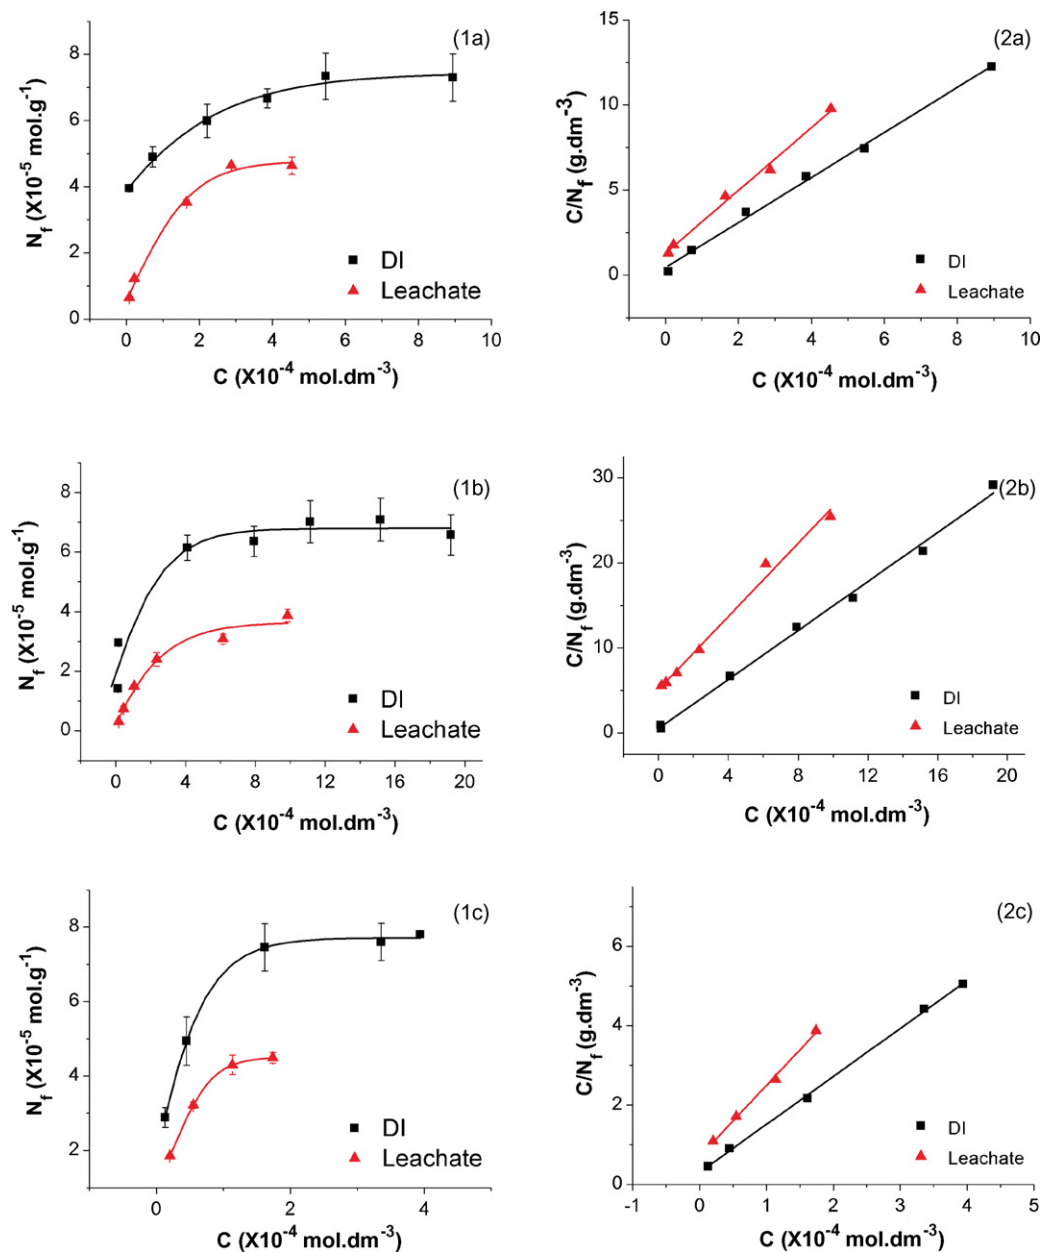 (1a)
8
6
4
2
0
N_f (X10^-5 mol.g^-1)
DI
Leachate
0 2 4 6 8 10
C (X10^-4 mol.dm^-3)
(2a)
15
10
5
0
C/N_f (g.dm^-3)
DI
Leachate
0 2 4 6 8 10
C (X10^-4 mol.dm^-3)
(1b)
8
6
4
2
0
N_f (X10^-5 mol.g^-1)
DI
Leachate
0 4 8 12 16 20
C (X10^-4 mol.dm^-3)
(2b)
30
20
10
0
C/N_f (g.dm^-3)
DI
Leachate
0 4 8 12 16 20
C (X10^-4 mol.dm^-3)
(1c)
8
6
4
2
N_f (X10^-5 mol.g^-1)
DI
Leachate
0 2 4
C (X10^-4 mol.dm^-3)
(2c)
6
4
2
0
C/N_f (g.dm^-3)
DI
Leachate
-1 0 1 2 3 4 5
C (X10^-4 mol.dm^-3)